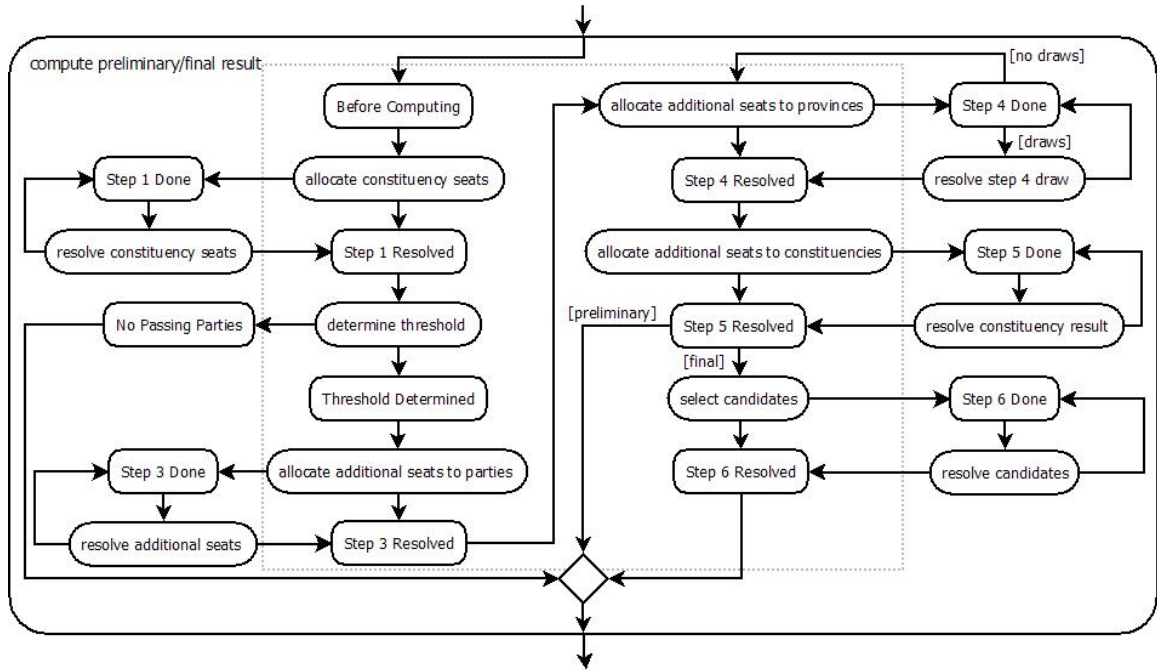 compute preliminary/final result
[no draws]
Before Computing
allocate additional seats to provinces
Step 4 Done
[draws]
Step 1 Done
allocate constituency seats
Step 4 Resolved
resolve step 4 draw
resolve constituency seats
Step 1 Resolved
allocate additional seats to constituencies
Step 5 Done
No Passing Parties
determine threshold
[preliminary]
Step 5 Resolved
resolve constituency result
[final]
Threshold Determined
select candidates
Step 6 Done
Step 3 Done
allocate additional seats to parties
Step 6 Resolved
resolve candidates
resolve additional seats
Step 3 Resolved